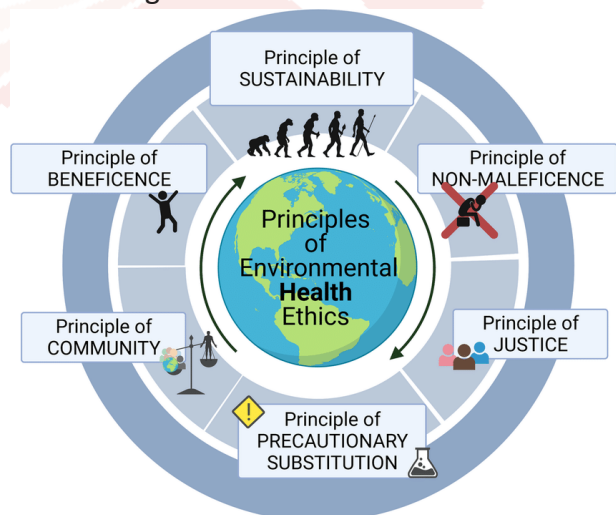 Principle of
SUSTAINABILITY
Principle of
BENEFICENCE
Principle of
NON-MALEFICENCE
Principles
of
Environmental
Health
Ethics
Principle of
COMMUNITY
Principle of
JUSTICE
!
Principle of
PRECAUTIONARY
SUBSTITUTION